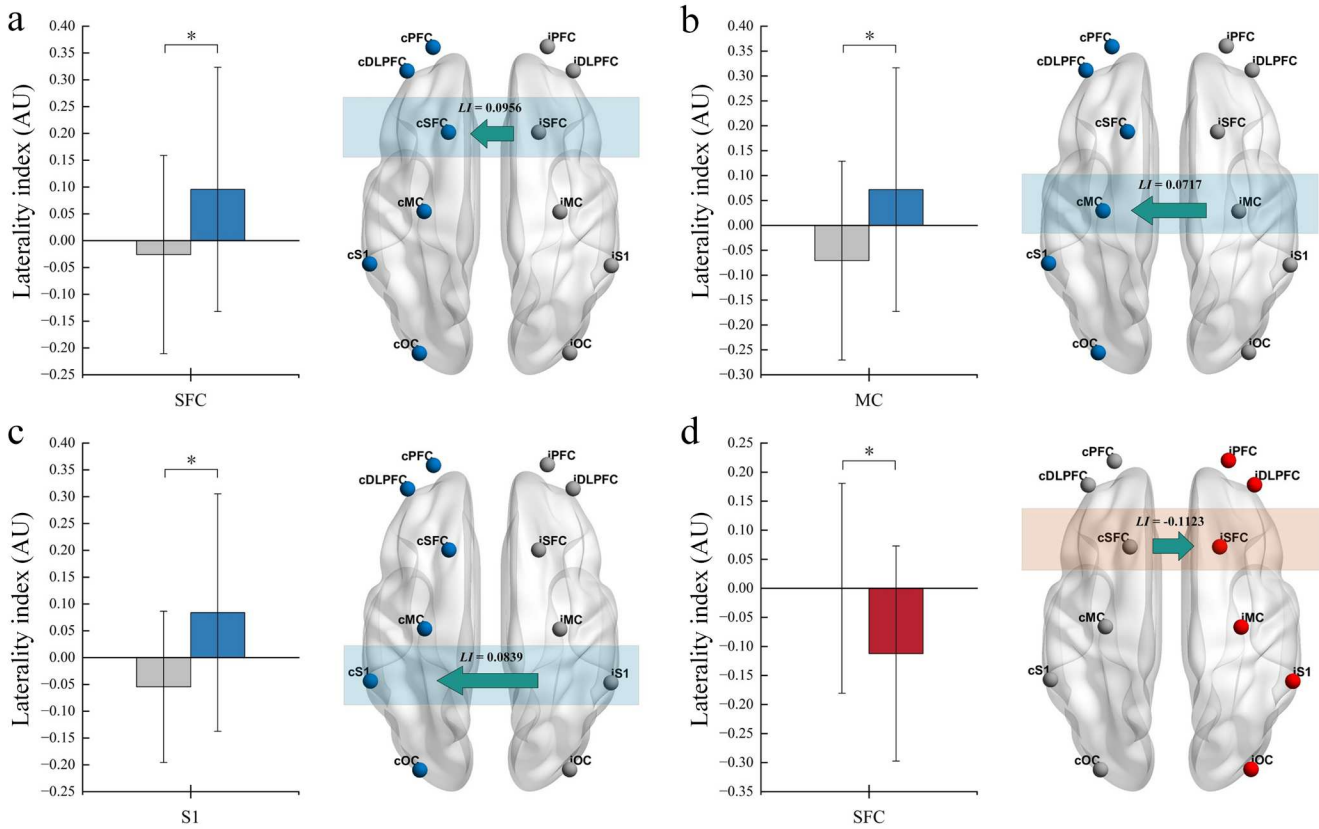 a
Laterality index (AU)
0.40
0.35
0.30
0.25
0.20
0.15
0.10
0.05
0.00
−0.05
−0.10
−0.15
−0.20
−0.25
*
SFC
cPFC
iPFC
cDLPFC
iDLPFC
LI = 0.0956
cSFC
iSFC
cMC
iMC
cS1
iS1
cOC
iOC
b
Laterality index (AU)
0.40
0.35
0.30
0.25
0.20
0.15
0.10
0.05
0.00
−0.05
−0.10
−0.15
−0.20
−0.25
−0.30
*
MC
cPFC
iPFC
cDLPFC
iDLPFC
cSFC
iSFC
LI = 0.0717
cMC
iMC
cS1
iS1
cOC
iOC
c
Laterality index (AU)
0.40
0.35
0.30
0.25
0.20
0.15
0.10
0.05
0.00
−0.05
−0.10
−0.15
−0.20
−0.25
*
S1
cPFC
iPFC
cDLPFC
iDLPFC
cSFC
iSFC
cMC
iMC
LI = 0.0839
cS1
iS1
cOC
iOC
d
Laterality index (AU)
0.25
0.20
0.15
0.10
0.05
0.00
−0.05
−0.10
−0.15
−0.20
−0.25
−0.30
−0.35
*
SFC
cPFC
iPFC
cDLPFC
iDLPFC
LI = -0.1123
cSFC
iSFC
cMC
iMC
cS1
iS1
cOC
iOC